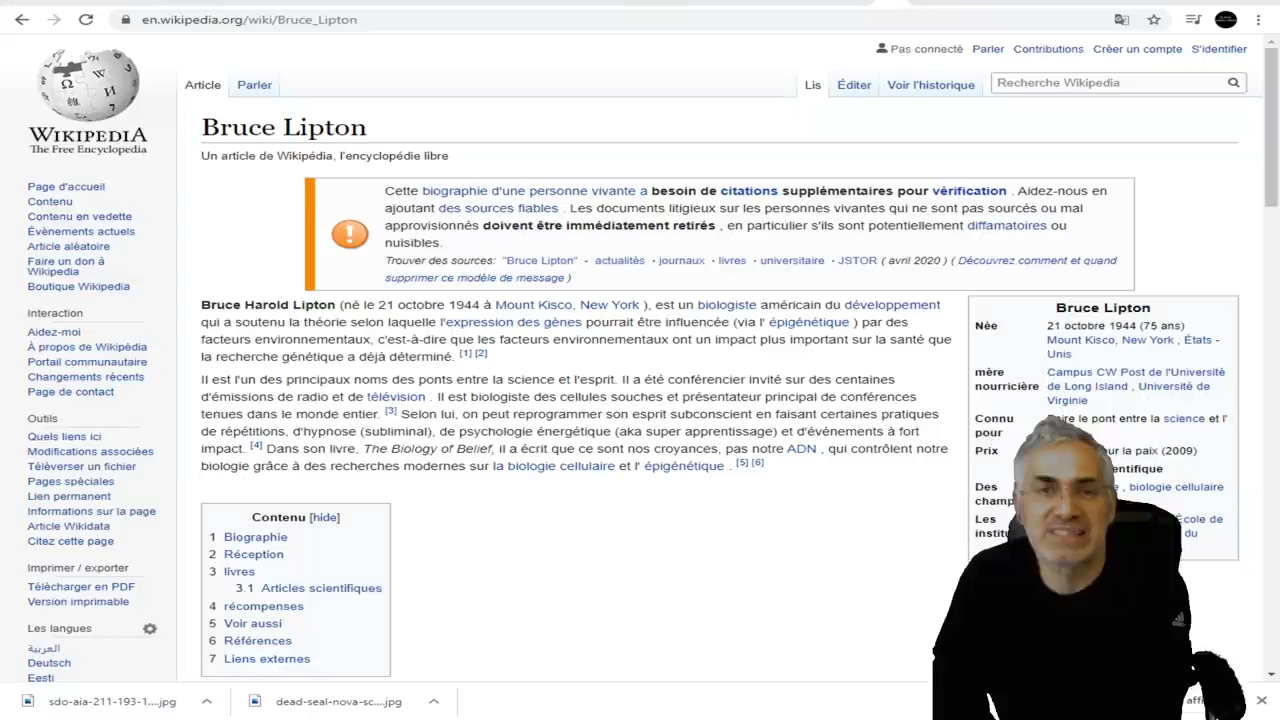 en.wikipedia.org/wiki/Bruce_Lipton
Pas connecté Parler Contributions Créer un compte S'identifier
Article Parler Lis Éditer Voir l'historique Recherche Wikipedia
WIKIPEDIA
The Free Encyclopedia
Bruce Lipton
Un article de Wikipédia, l'encyclopédie libre
Page d'accueil
Contenu
Contenu en vedette
Évènements actuels
Article aléatoire
Faire un don à
Wikipedia
Boutique Wikipedia
Interaction
Aidez-moi
À propos de Wikipédia
Portail communautaire
Changements récents
Page de contact
Outils
Quels liens ici
Modifications associées
Téléverser un fichier
Pages spéciales
Lien permanent
Informations sur la page
Article Wikidata
Citez cette page
Imprimer / exporter
Télécharger en PDF
Version imprimable
Les langues
العربية
Deutsch
Eesti
Cette biographie d'une personne vivante a besoin de citations supplémentaires pour vérification . Aidez-nous en
ajoutant des sources fiables . Les documents litigieux sur les personnes vivantes qui ne sont pas sourcés ou mal
approvisionnés doivent être immédiatement retirés , en particulier s'ils sont potentiellement diffamatoires ou
nuisibles.
Trouver des sources: "Bruce Lipton" - actualités · journaux · livres · universitaire · JSTOR ( avril 2020 ) ( Découvrez comment et quand
supprimer ce modèle de message )
Bruce Harold Lipton (né le 21 octobre 1944 à Mount Kisco, New York ), est un biologiste américain du développement
qui a soutenu la théorie selon laquelle l'expression des gènes pourrait être influencée (via l' épigénétique ) par des
facteurs environnementaux, c'est-à-dire que les facteurs environnementaux ont un impact plus important sur la santé que
la recherche génétique a déjà déterminé. [1] [2]
Il est l'un des principaux noms des ponts entre la science et l'esprit. Il a été conférencier invité sur des centaines
d'émissions de radio et de télévision . Il est biologiste des cellules souches et présentateur principal de conférences
tenues dans le monde entier. [3] Selon lui, on peut reprogrammer son esprit subconscient en faisant certaines pratiques
de répétitions, d'hypnose (subliminal), de psychologie énergétique (aka super apprentissage) et d'événements à fort
impact. [4] Dans son livre, The Biology of Belief, il a écrit que ce sont nos croyances, pas notre ADN , qui contrôlent notre
biologie grâce à des recherches modernes sur la biologie cellulaire et l' épigénétique . [5] [6]
Contenu [hide]
1 Biographie
2 Réception
3 livres
3.1 Articles scientifiques
4 récompenses
5 Voir aussi
6 Références
7 Liens externes
Bruce Lipton
Née 21 octobre 1944 (75 ans)
Mount Kisco, New York , États -
Unis
mère Campus CW Post de l'Université
nourricière de Long Island , Université de
Virginie
Connu Faire le pont entre la science et l'
pour
Prix pour la paix (2009)
Des , biologie cellulaire
champ
Les École de
instit du
sdo-aia-211-193-1....jpg
dead-seal-nova-sc....jpg